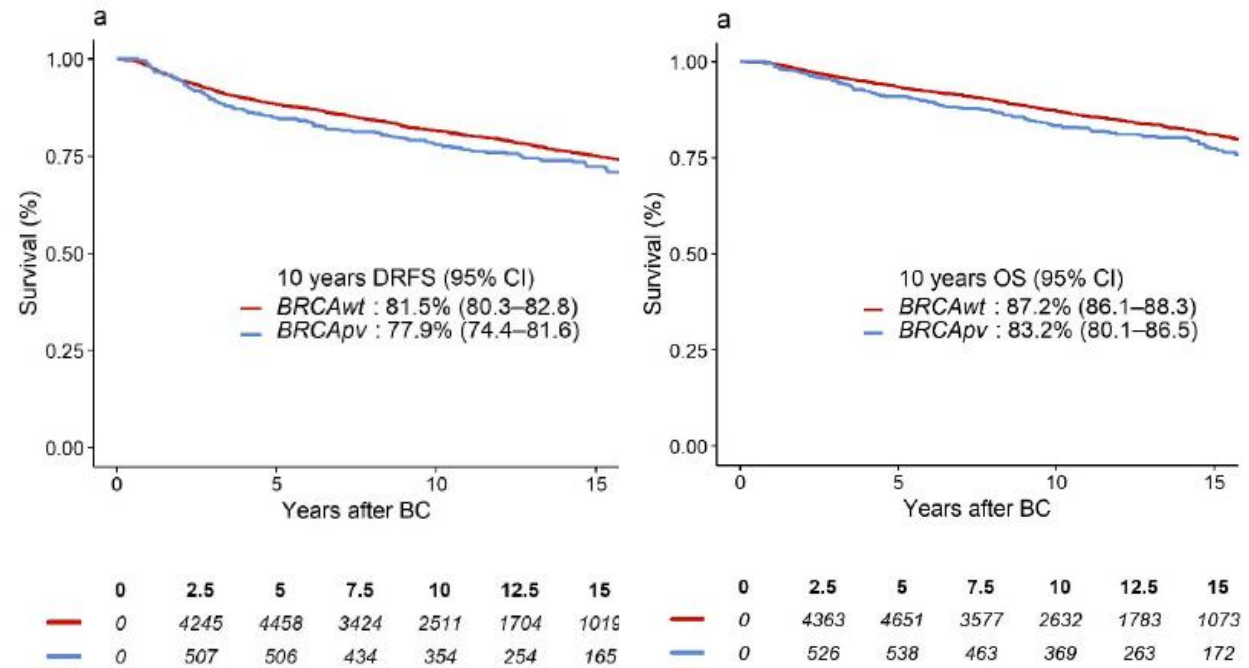 a
1.00
0.75
0.50
0.25
0.00
Survival (%)
10 years DRFS (95% CI)
BRCAwt : 81.5% (80.3–82.8)
BRCApv : 77.9% (74.4–81.6)
0 5 10 15
Years after BC
0 2.5 5 7.5 10 12.5 15
0 4245 4458 3424 2511 1704 1019
0 507 506 434 354 254 165
a
1.00
0.75
0.50
0.25
0.00
Survival (%)
10 years OS (95% CI)
BRCAwt : 87.2% (86.1–88.3)
BRCApv : 83.2% (80.1–86.5)
0 5 10 15
Years after BC
0 2.5 5 7.5 10 12.5 15
0 4363 4651 3577 2632 1783 1073
0 526 538 463 369 263 172